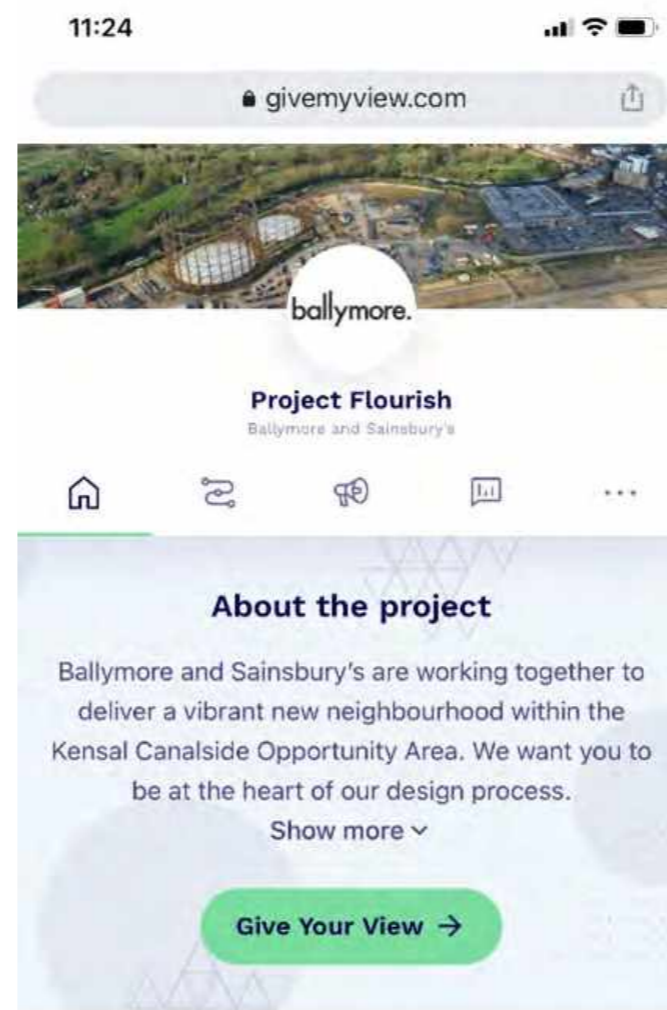 11:24
givemyview.com
ballymore.
Project Flourish
Ballymore and Sainsbury's
About the project
Ballymore and Sainsbury's are working together to
deliver a vibrant new neighbourhood within the
Kensal Canalside Opportunity Area. We want you to
be at the heart of our design process.
Show more
Give Your View →